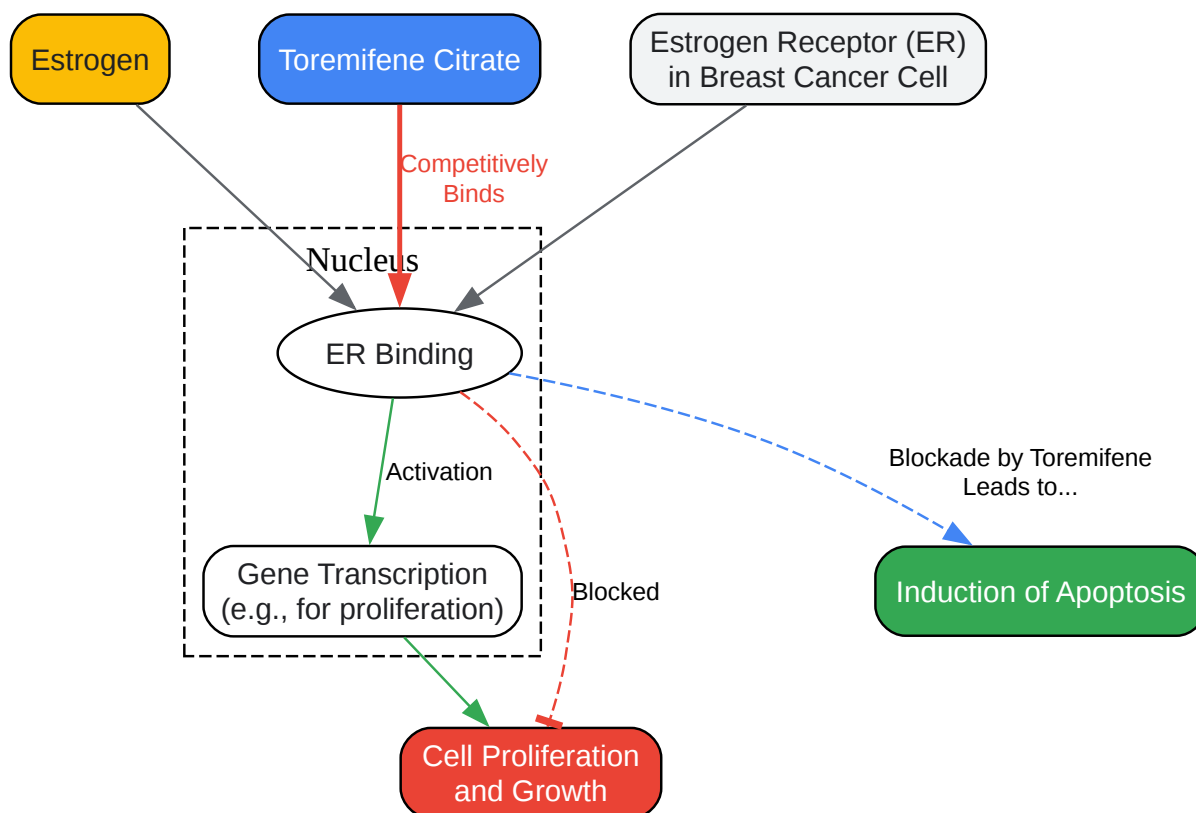 Estrogen
Toremifene Citrate
Estrogen Receptor (ER)
in Breast Cancer Cell
Competitively
Binds
Nucleus
ER Binding
Activation
Blockade by Toremifene
Leads to...
Gene Transcription
(e.g., for proliferation)
Blocked
Induction of Apoptosis
Cell Proliferation
and Growth